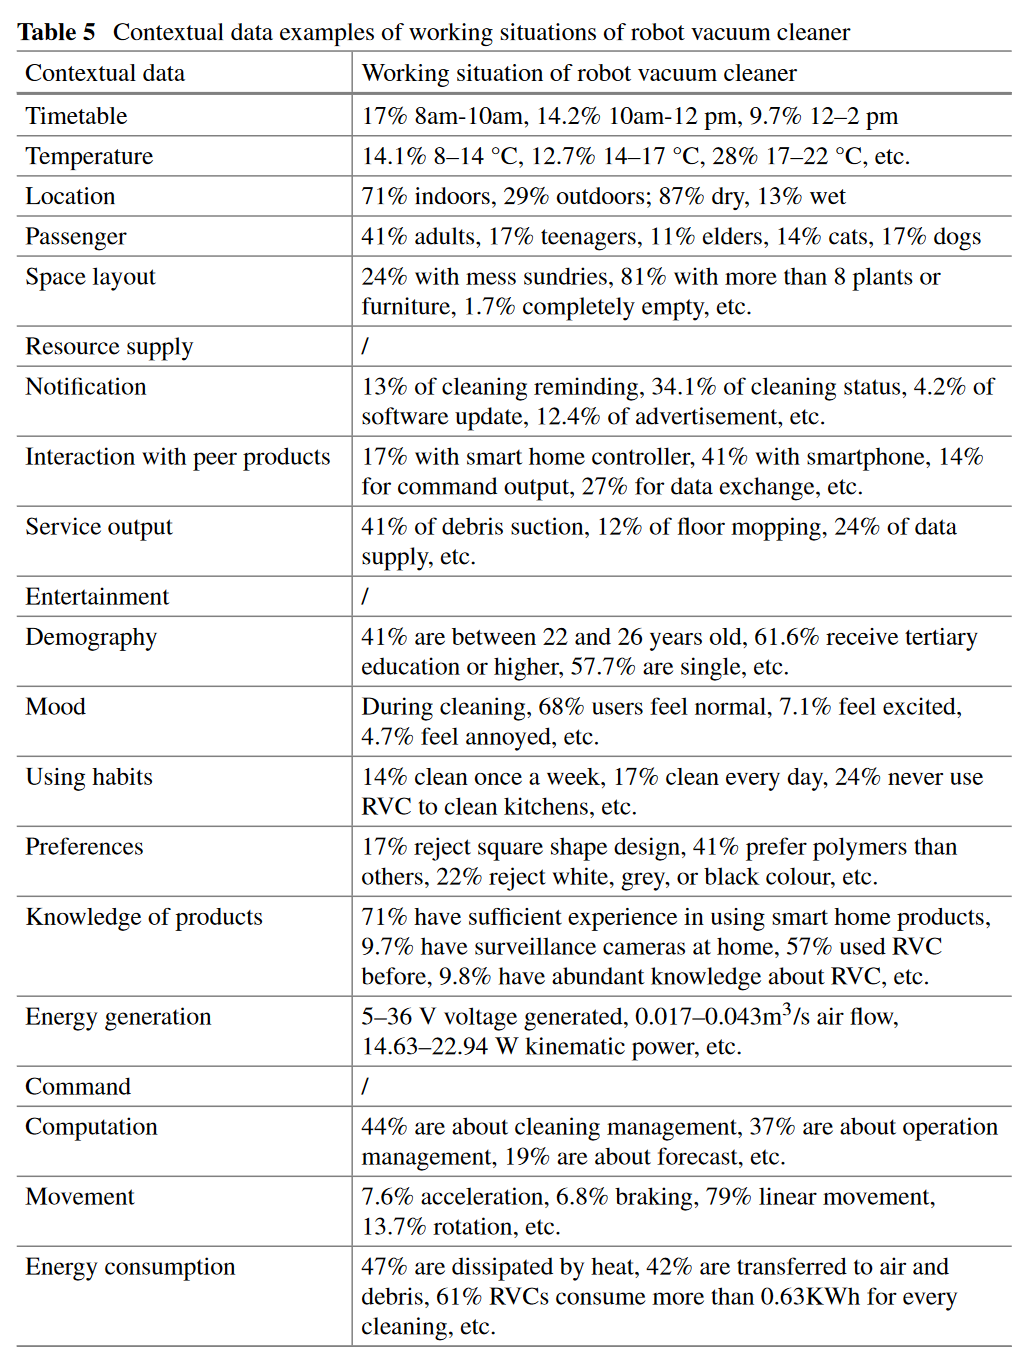 Table 5 Contextual data examples of working situations of robot vacuum cleaner
Contextual data Working situation of robot vacuum cleaner
Timetable 17% 8am-10am, 14.2% 10am-12 pm, 9.7% 12–2 pm
Temperature 14.1% 8–14 °C, 12.7% 14–17 °C, 28% 17–22 °C, etc.
Location 71% indoors, 29% outdoors; 87% dry, 13% wet
Passenger 41% adults, 17% teenagers, 11% elders, 14% cats, 17% dogs
Space layout 24% with mess sundries, 81% with more than 8 plants or
furniture, 1.7% completely empty, etc.
Resource supply /
Notification 13% of cleaning reminding, 34.1% of cleaning status, 4.2% of
software update, 12.4% of advertisement, etc.
Interaction with peer products 17% with smart home controller, 41% with smartphone, 14%
for command output, 27% for data exchange, etc.
Service output 41% of debris suction, 12% of floor mopping, 24% of data
supply, etc.
Entertainment /
Demography 41% are between 22 and 26 years old, 61.6% receive tertiary
education or higher, 57.7% are single, etc.
Mood During cleaning, 68% users feel normal, 7.1% feel excited,
4.7% feel annoyed, etc.
Using habits 14% clean once a week, 17% clean every day, 24% never use
RVC to clean kitchens, etc.
Preferences 17% reject square shape design, 41% prefer polymers than
others, 22% reject white, grey, or black colour, etc.
Knowledge of products 71% have sufficient experience in using smart home products,
9.7% have surveillance cameras at home, 57% used RVC
before, 9.8% have abundant knowledge about RVC, etc.
Energy generation 5–36 V voltage generated, 0.017–0.043m³/s air flow,
14.63–22.94 W kinematic power, etc.
Command /
Computation 44% are about cleaning management, 37% are about operation
management, 19% are about forecast, etc.
Movement 7.6% acceleration, 6.8% braking, 79% linear movement,
13.7% rotation, etc.
Energy consumption 47% are dissipated by heat, 42% are transferred to air and
debris, 61% RVCs consume more than 0.63KWh for every
cleaning, etc.